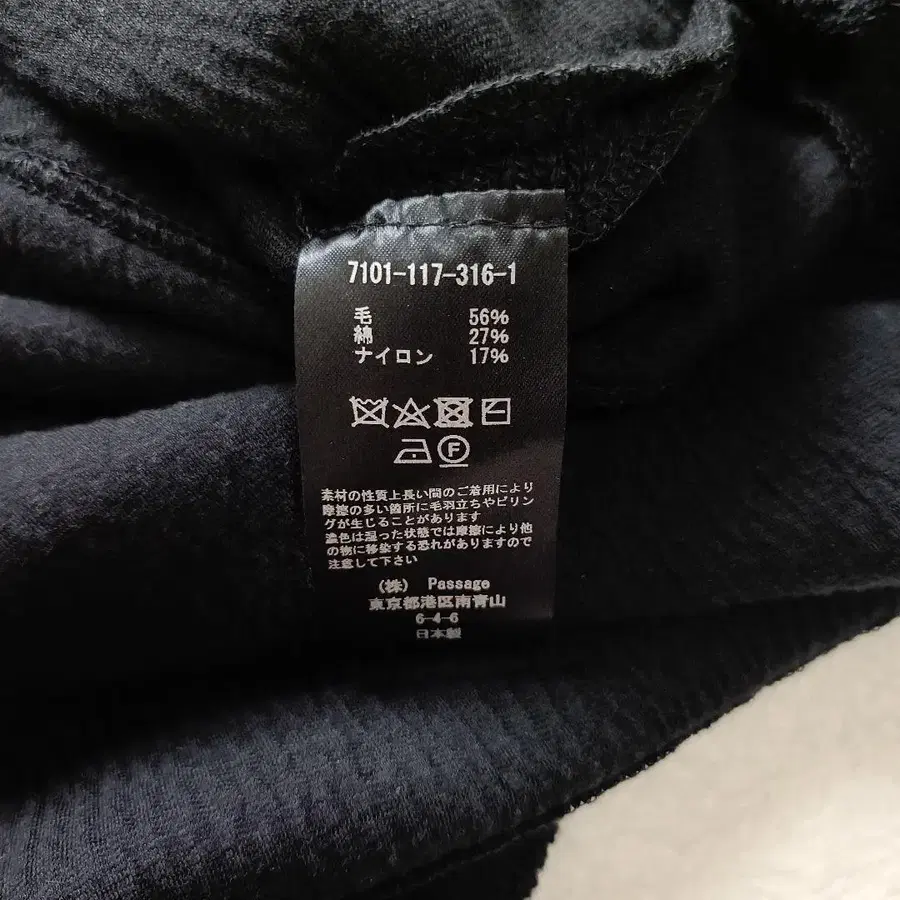 7101-117-316-1
毛 56%
綿 27%
ナイロン 17%
F
素材の性質上長い間のご着用により
摩擦の多い箇所に毛羽立ちやピリン
グが生じることがあります
濃色は湿った状態では摩擦により他
の物に移染する恐れがありますので
注意して下さい
(株) Passage
東京都港区南青山
6-4-6
日本製